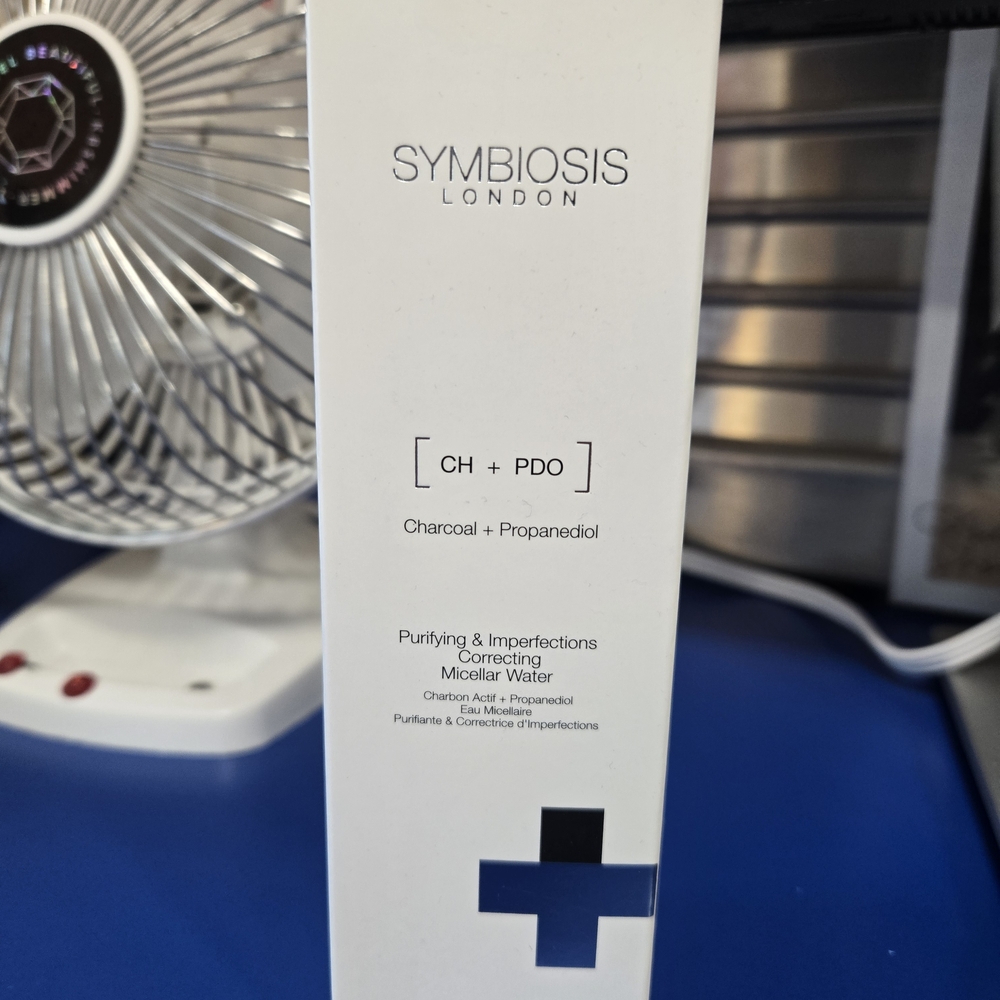 SYMBIOSIS
LONDON
[CH + PDO]
Charcoal + Propanediol
Purifying & Imperfections
Correcting
Micellar Water
Charbon Actif + Propanediol
Eau Micellaire
Purifiante & Correctrice d'Imperfections
BEAUTIFUL